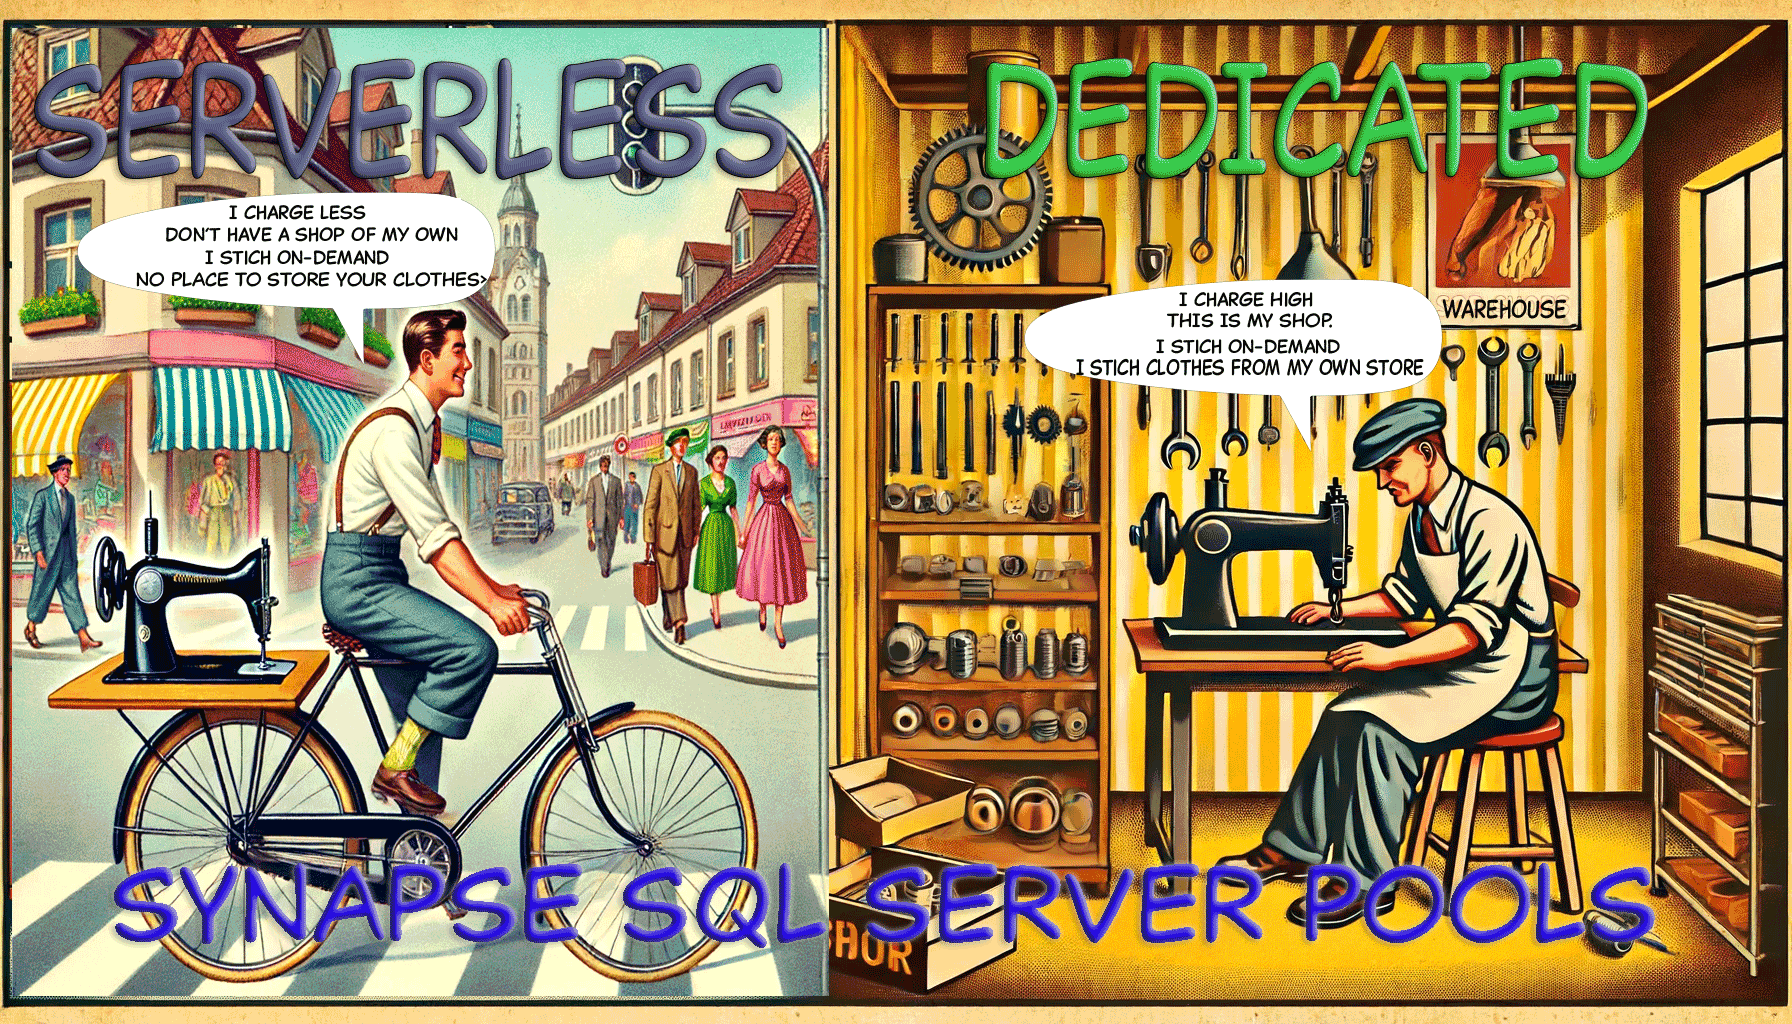 SERVERLESS
I CHARGE LESS
DON'T HAVE A SHOP OF MY OWN
I STICH ON-DEMAND
NO PLACE TO STORE YOUR CLOTHES>
DEDICATED
WAREHOUSE
I CHARGE HIGH
THIS IS MY SHOP.
I STICH ON-DEMAND
I STICH CLOTHES FROM MY OWN STORE
SYNAPSE SQL SERVER POOLS